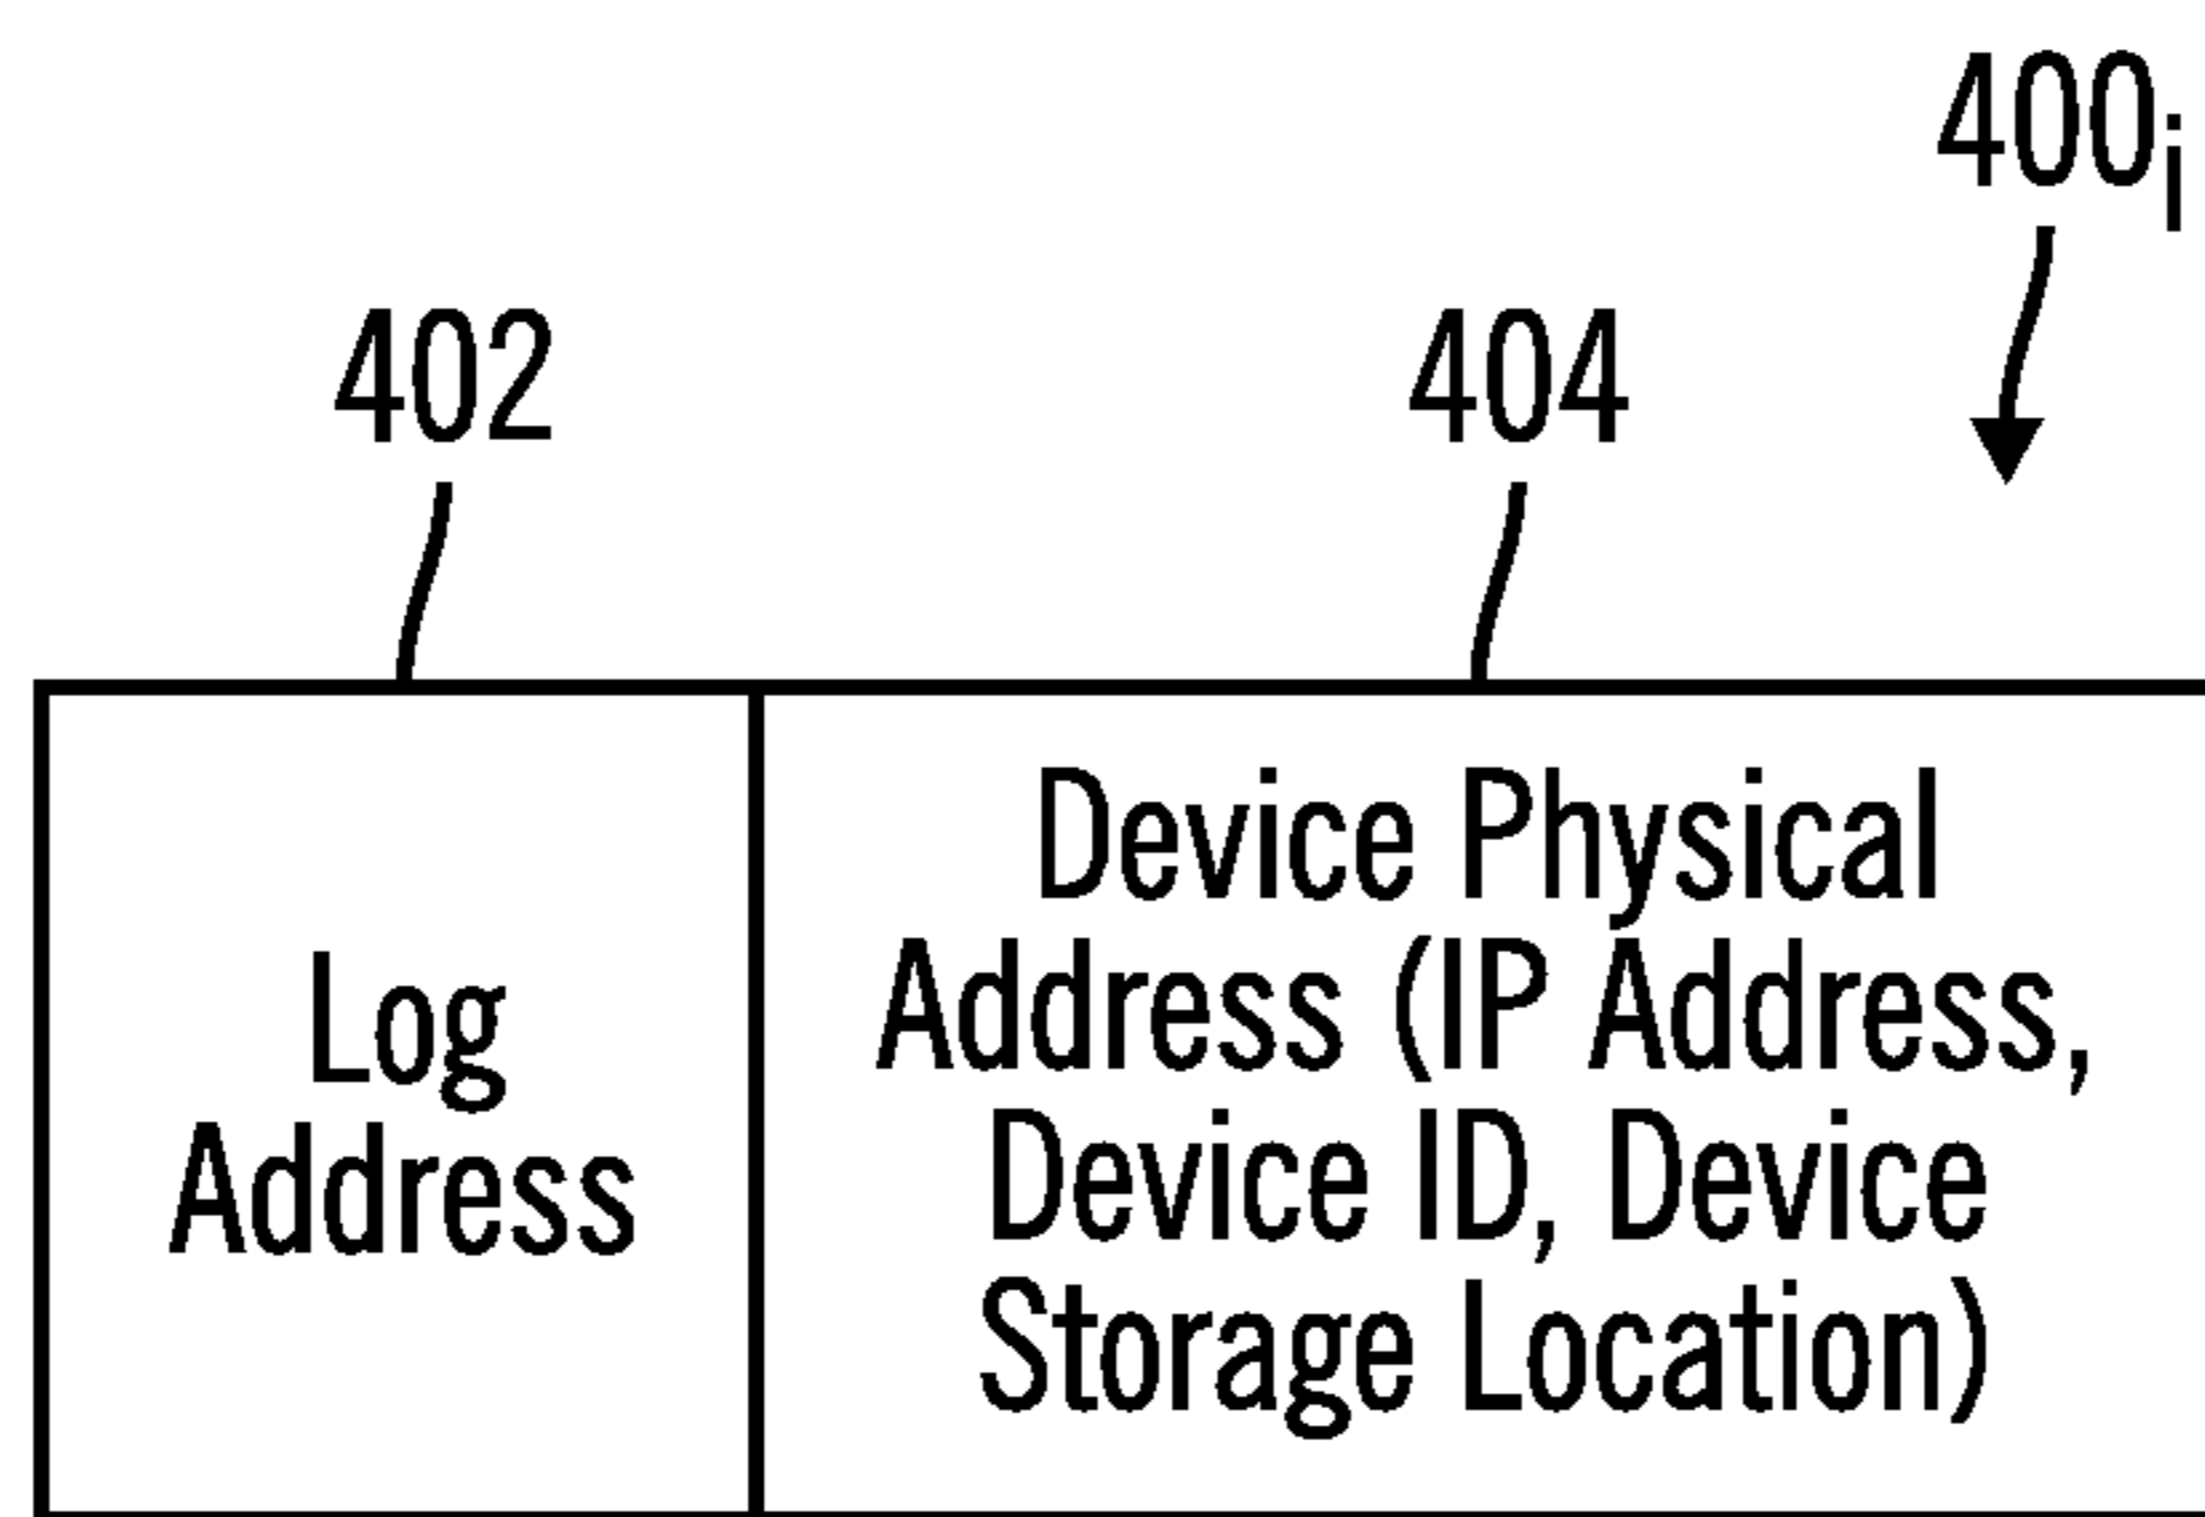 400i
402
404
Log
Address
Device Physical
Address (IP Address,
Device ID, Device
Storage Location)